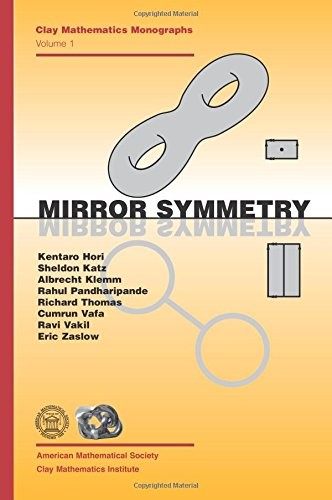 Clay Mathematics Monographs
Volume 1
MIRROR SYMMETRY
Kentaro Hori
Sheldon Katz
Albrecht Klemm
Rahul Pandharipande
Richard Thomas
Cumrun Vafa
Ravi Vakil
Eric Zaslow
American Mathematical Society
Clay Mathematics Institute